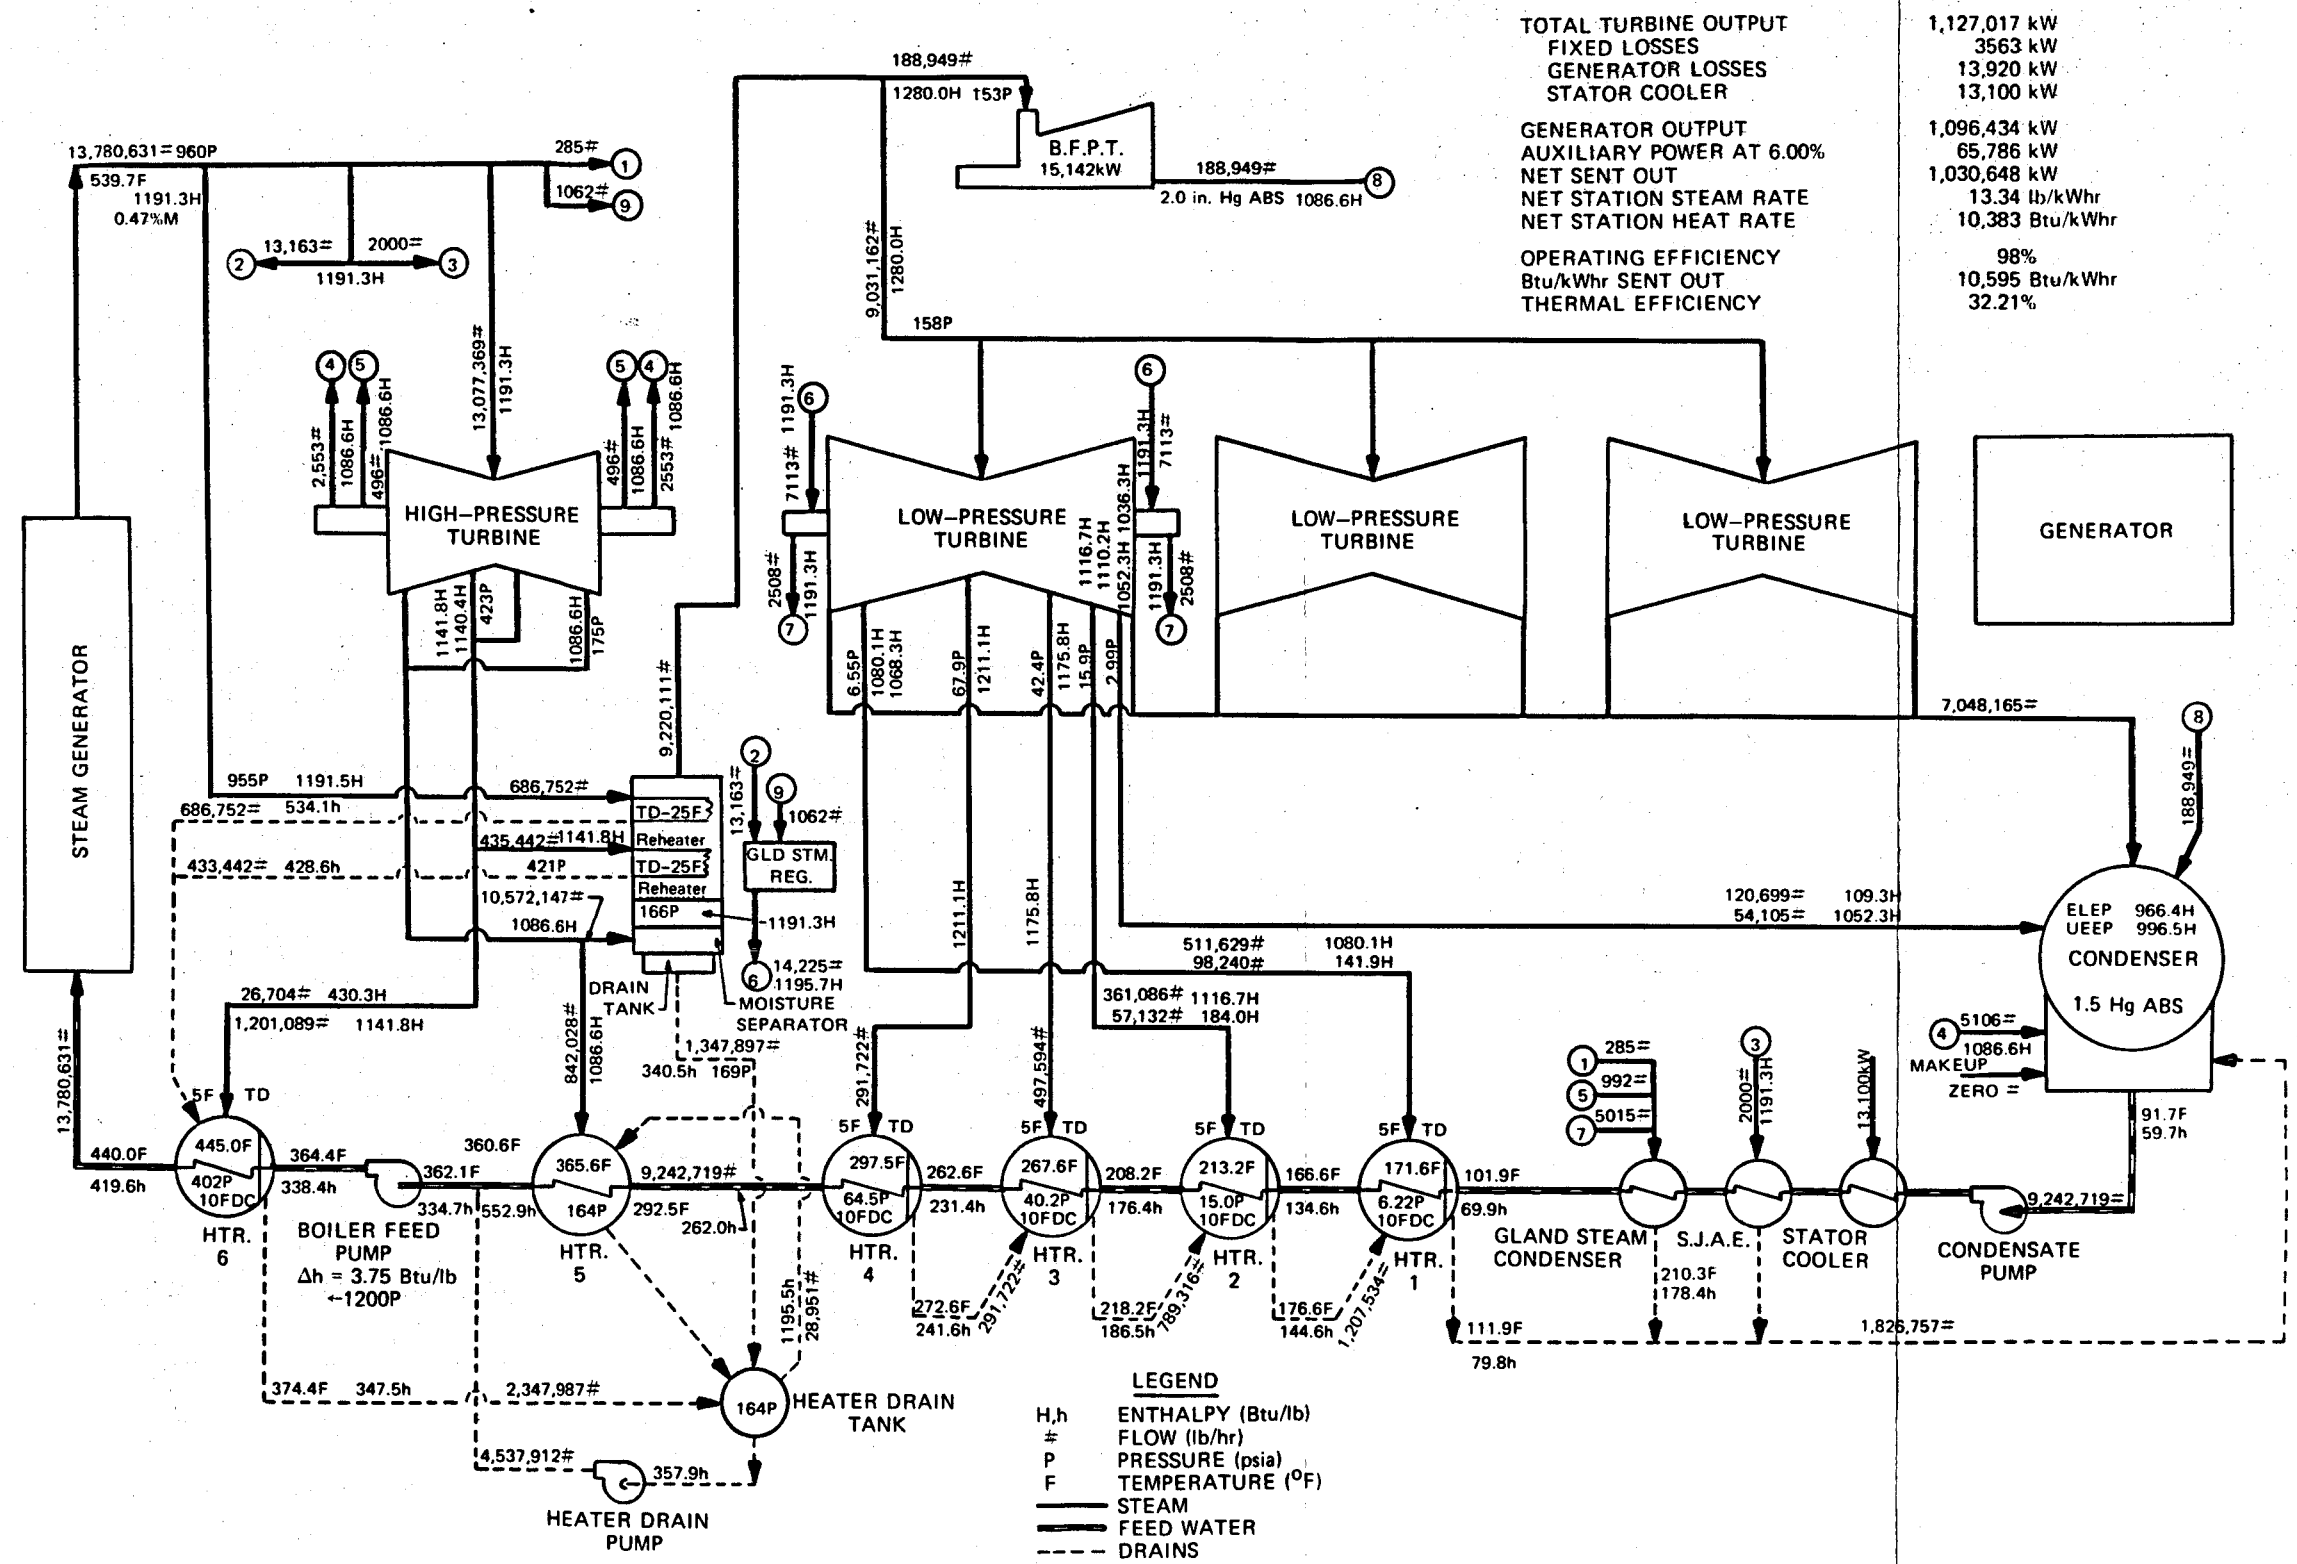 TOTAL TURBINE OUTPUT 1,127,017 kW
FIXED LOSSES 3563 kW
GENERATOR LOSSES 13,920 kW
STATOR COOLER 13,100 kW
GENERATOR OUTPUT 1,096,434 kW
AUXILIARY POWER AT 6.00% 65,786 kW
NET SENT OUT 1,030,648 kW
NET STATION STEAM RATE 13.34 lb/kWhr
NET STATION HEAT RATE 10,383 Btu/kWhr
OPERATING EFFICIENCY 98%
Btu/kWhr SENT OUT 10,595 Btu/kWhr
THERMAL EFFICIENCY 32.21%
188,949#
1280.0H 153P
B.F.P.T.
15,142kW
188,949#
2.0 in. Hg ABS 1086.6H
8
13,780,631= 960P
539.7F
1191.3H
0.47%M
285#
1
1062#
9
13,163=
2000=
2
3
1191.3H
9,031,162#
1280.0H
158P
13,077,369#
1191.3H
4
5
5
4
2,553#
1086.6H
496#
1086.6H
496#
1086.6H
2553#
1086.6H
HIGH-PRESSURE
TURBINE
1141.8H
1140.4H
423P
1086.6H
175P
6
1191.3H
7113#
2508#
1191.3H
7
6
1191.3H
7113#
1191.3H
2508#
7
LOW-PRESSURE
TURBINE
1116.7H
1110.2H
1052.3H 1036.3H
LOW-PRESSURE
TURBINE
LOW-PRESSURE
TURBINE
GENERATOR
6.55P
1080.1H
1068.3H
67.9P
1211.1H
42.4P
1175.8H
15.9P
2.99P
7,048,165=
8
188,949=
STEAM GENERATOR
9,220,111#
955P 1191.5H
686,752#
686,752= 534.1h
TD-25F
Reheater
435,442= 1141.8H
TD-25F
433,442= 428.6h
421P
Reheater
10,572,147=
166P
1086.6H
2
13,163#
9
1062#
GLD STM.
REG.
1191.3H
6
14,225=
1195.7H
DRAIN
TANK
MOISTURE
SEPARATOR
1211.1H
1175.8H
120,699= 109.3H
54,105= 1052.3H
ELEP 966.4H
UEEP 996.5H
CONDENSER
1.5 Hg ABS
511,629# 1080.1H
98,240# 141.9H
361,086# 1116.7H
57,132# 184.0H
26,704# 430.3H
1,201,089# 1141.8H
842,028#
1086.6H
1,347,897#
340.5h 169P
291,722#
497,594#
4
5106=
1086.6H
MAKEUP
ZERO =
1
285=
5
992=
7
5015=
3
2000#
1191.3H
13,100kW
91.7F
59.7h
13,780,631=
5F TD
445.0F
402P
10FDC
HTR.
6
440.0F
419.6h
364.4F
338.4h
BOILER FEED
PUMP
Δh = 3.75 Btu/lb
←1200P
362.1F
334.7h
360.6F
552.9h
365.6F
164P
HTR.
5
9,242,719#
292.5F
262.0h
5F TD
297.5F
64.5P
10FDC
HTR.
4
262.6F
231.4h
5F TD
267.6F
40.2P
10FDC
HTR.
3
208.2F
176.4h
5F TD
213.2F
15.0P
10FDC
HTR.
2
166.6F
134.6h
5F TD
171.6F
6.22P
10FDC
HTR.
1
101.9F
69.9h
GLAND STEAM
CONDENSER
S.J.A.E.
STATOR
COOLER
9,242,719=
CONDENSATE
PUMP
210.3F
178.4h
272.6F
241.6h
291,722#
218.2F
186.5h
789,316#
176.6F
144.6h
1,207,534=
111.9F
79.8h
1,826,757=
1195.5h
28,951#
374.4F 347.5h
2,347,987#
164P
HEATER DRAIN
TANK
4,537,912#
357.9h
HEATER DRAIN
PUMP
LEGEND
H,h ENTHALPY (Btu/lb)
# FLOW (lb/hr)
P PRESSURE (psia)
F TEMPERATURE (°F)
STEAM
FEED WATER
DRAINS